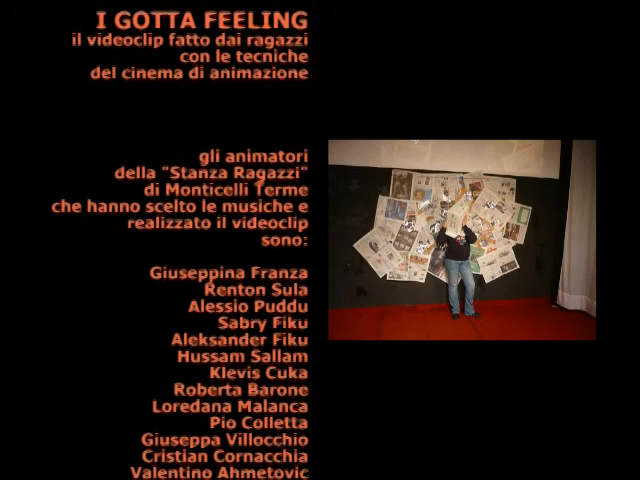 I GOTTA FEELING
il videoclip fatto dai ragazzi
con le tecniche
del cinema di animazione
gli animatori
della "Stanza Ragazzi"
di Monticelli Terme
che hanno scelto le musiche e
realizzato il videoclip
sono:
Giuseppina Franza
Renton Sula
Alessio Puddu
Sabry Fiku
Aleksander Fiku
Hussam Sallam
Klevis Cuka
Roberta Barone
Loredana Malanca
Pio Colletta
Giuseppa Villocchio
Cristian Cornacchia
Valentino Ahmetovic